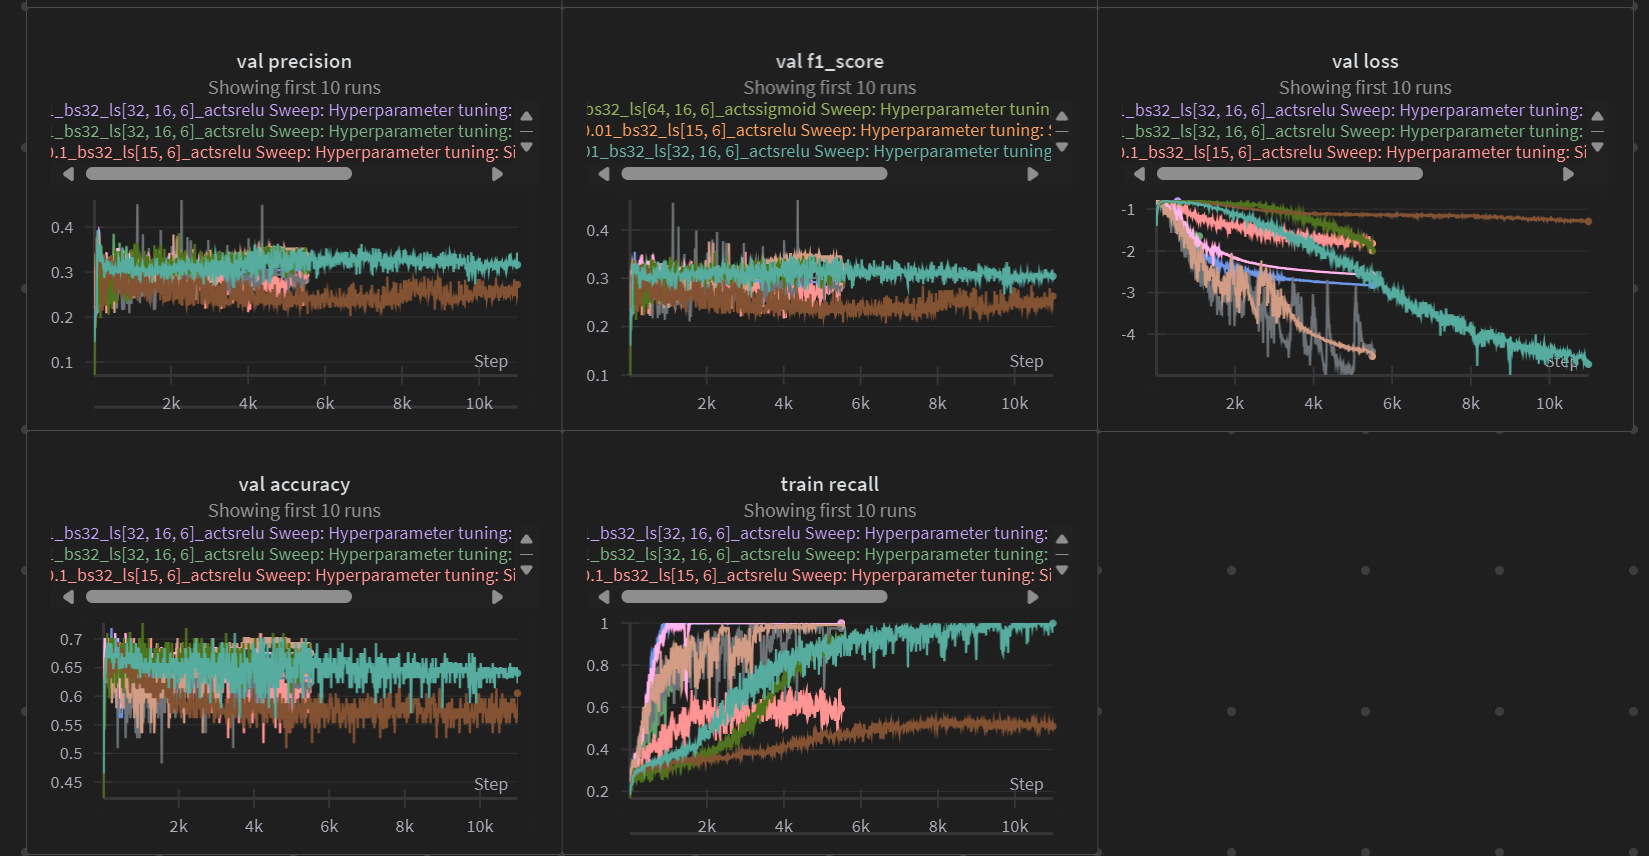 val precision
Showing first 10 runs
_bs32_ls[32, 16, 6]_actsrelu Sweep: Hyperparameter tuning:
_bs32_ls[32, 16, 6]_actsrelu Sweep: Hyperparameter tuning:
0.1_bs32_ls[15, 6]_actsrelu Sweep: Hyperparameter tuning: Si
0.4
0.3
0.2
0.1
Step
2k 4k 6k 8k 10k
val f1_score
Showing first 10 runs
bs32_ls[64, 16, 6]_actssigmoid Sweep: Hyperparameter tunin
0.01_bs32_ls[15, 6]_actsrelu Sweep: Hyperparameter tuning: S
01_bs32_ls[32, 16, 6]_actsrelu Sweep: Hyperparameter tuning
0.4
0.3
0.2
0.1
Step
2k 4k 6k 8k 10k
val loss
Showing first 10 runs
_bs32_ls[32, 16, 6]_actsrelu Sweep: Hyperparameter tuning:
_bs32_ls[32, 16, 6]_actsrelu Sweep: Hyperparameter tuning:
0.1_bs32_ls[15, 6]_actsrelu Sweep: Hyperparameter tuning: Si
-1
-2
-3
-4
Step
2k 4k 6k 8k 10k
val accuracy
Showing first 10 runs
_bs32_ls[32, 16, 6]_actsrelu Sweep: Hyperparameter tuning:
_bs32_ls[32, 16, 6]_actsrelu Sweep: Hyperparameter tuning:
0.1_bs32_ls[15, 6]_actsrelu Sweep: Hyperparameter tuning: Si
0.7
0.65
0.6
0.55
0.5
0.45
Step
2k 4k 6k 8k 10k
train recall
Showing first 10 runs
_bs32_ls[32, 16, 6]_actsrelu Sweep: Hyperparameter tuning:
_bs32_ls[32, 16, 6]_actsrelu Sweep: Hyperparameter tuning:
0.1_bs32_ls[15, 6]_actsrelu Sweep: Hyperparameter tuning: Si
1
0.8
0.6
0.4
0.2
Step
2k 4k 6k 8k 10k